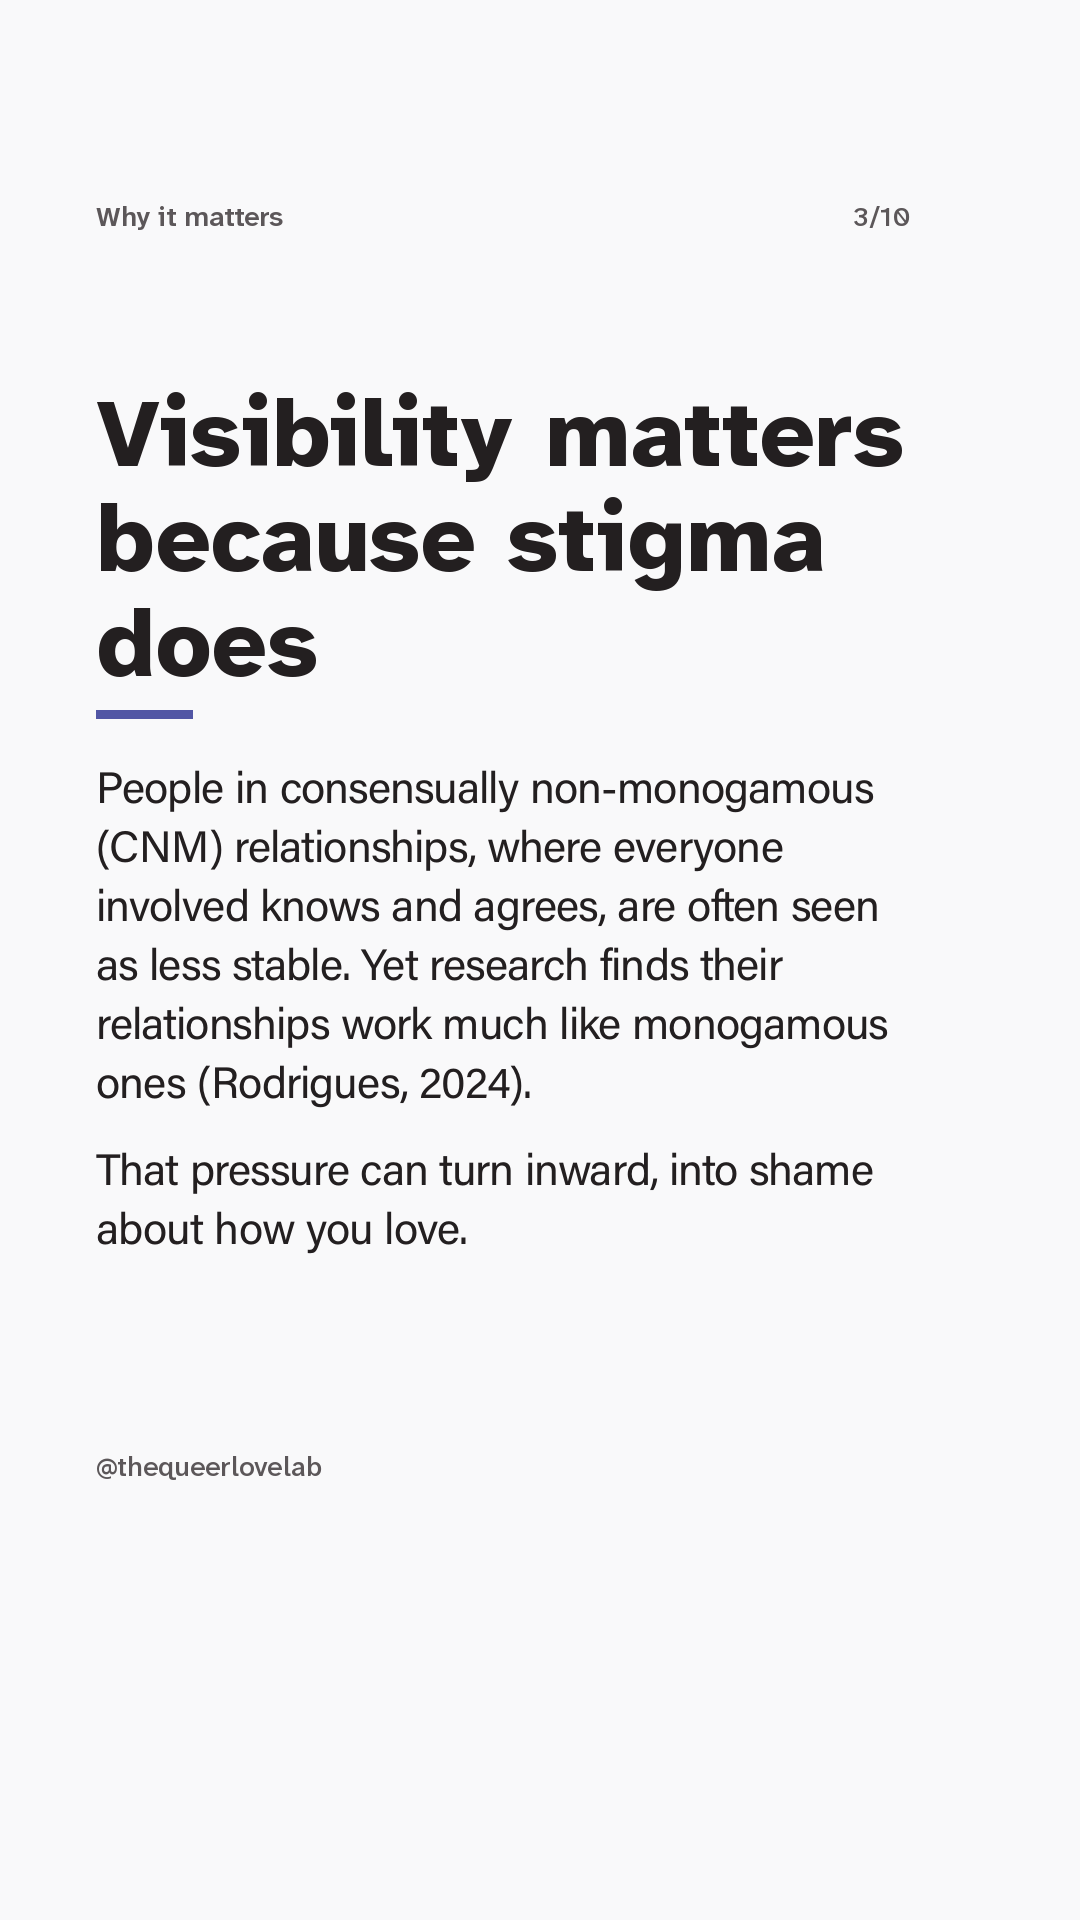 Why it matters
3/10
Visibility matters
because stigma
does
People in consensually non-monogamous
(CNM) relationships, where everyone
involved knows and agrees, are often seen
as less stable. Yet research finds their
relationships work much like monogamous
ones (Rodrigues, 2024).
That pressure can turn inward, into shame
about how you love.
@thequeerlovelab